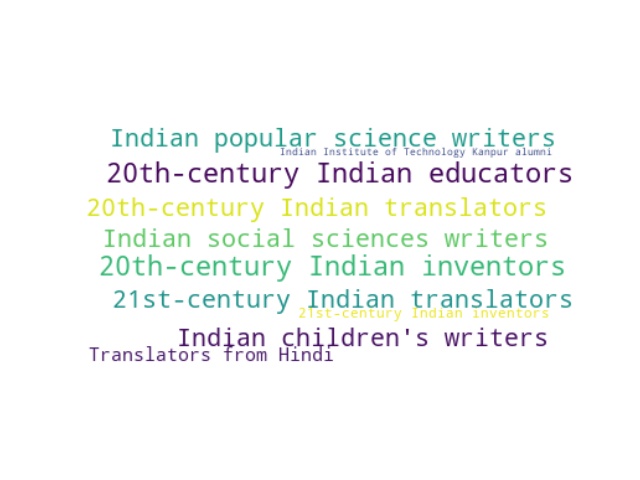 Indian popular science writers
Indian Institute of Technology Kanpur alumni
20th-century Indian educators
20th-century Indian translators
Indian social sciences writers
20th-century Indian inventors
21st-century Indian translators
21st-century Indian inventors
Indian children's writers
Translators from Hindi